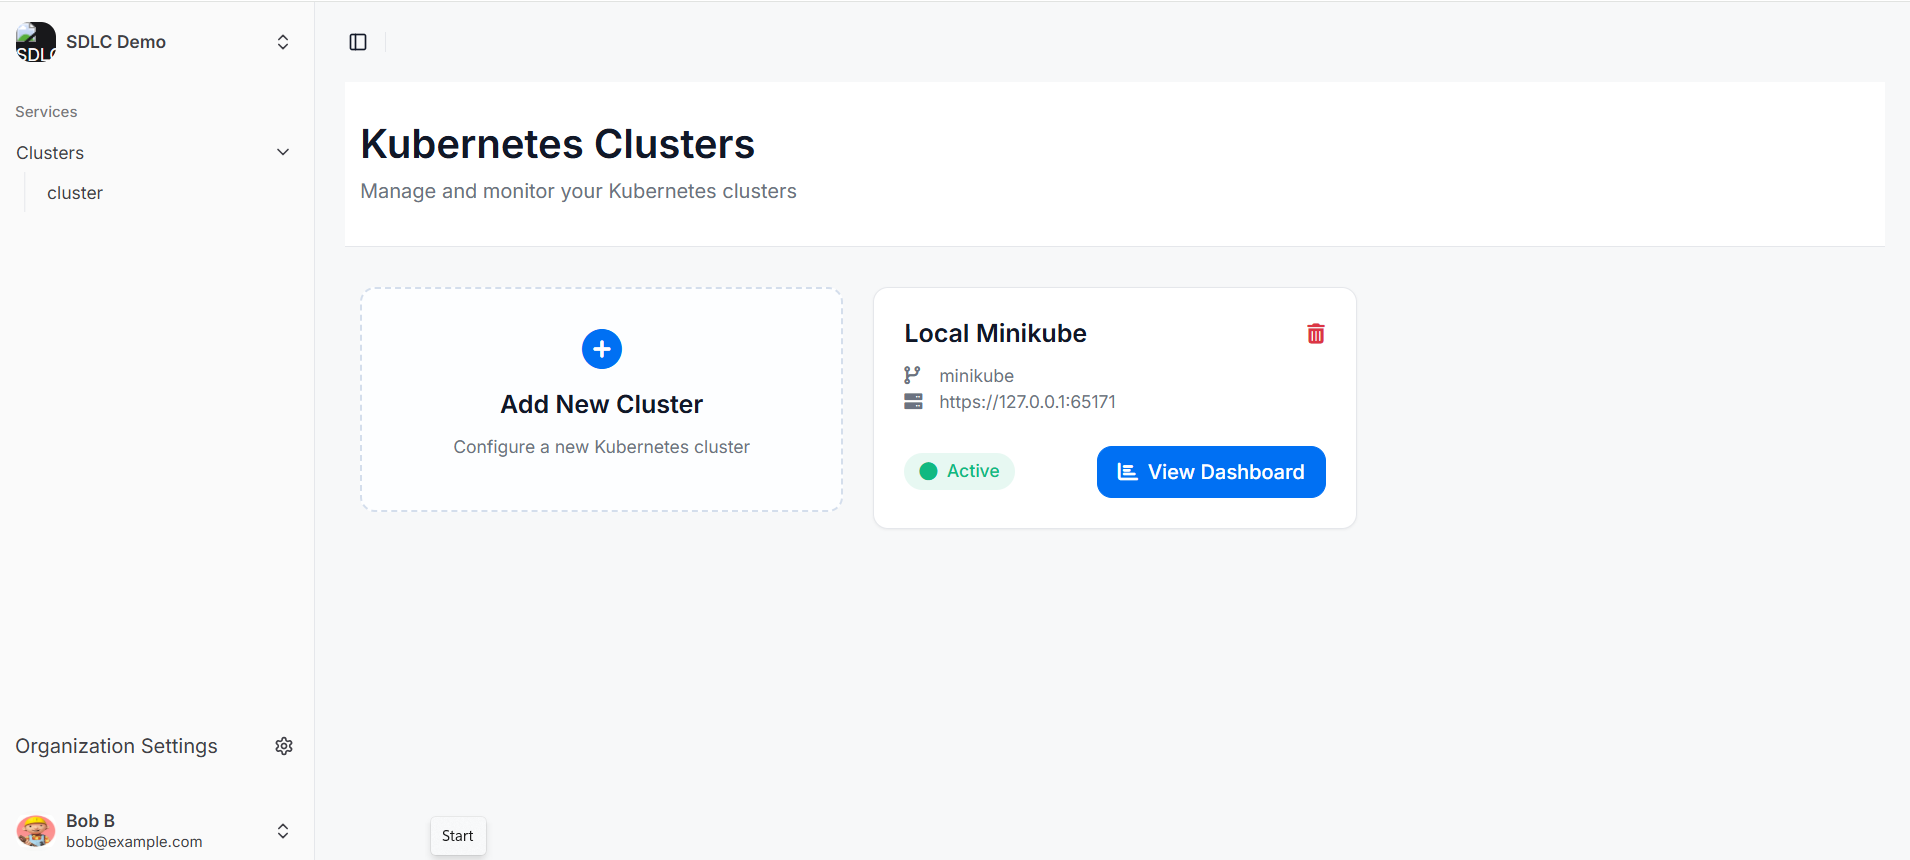 SDLC
SDLC Demo
Services
Clusters
cluster
Organization Settings
Bob B
bob@example.com
Kubernetes Clusters
Manage and monitor your Kubernetes clusters
Add New Cluster
Configure a new Kubernetes cluster
Local Minikube
minikube
https://127.0.0.1:65171
Active
View Dashboard
Start